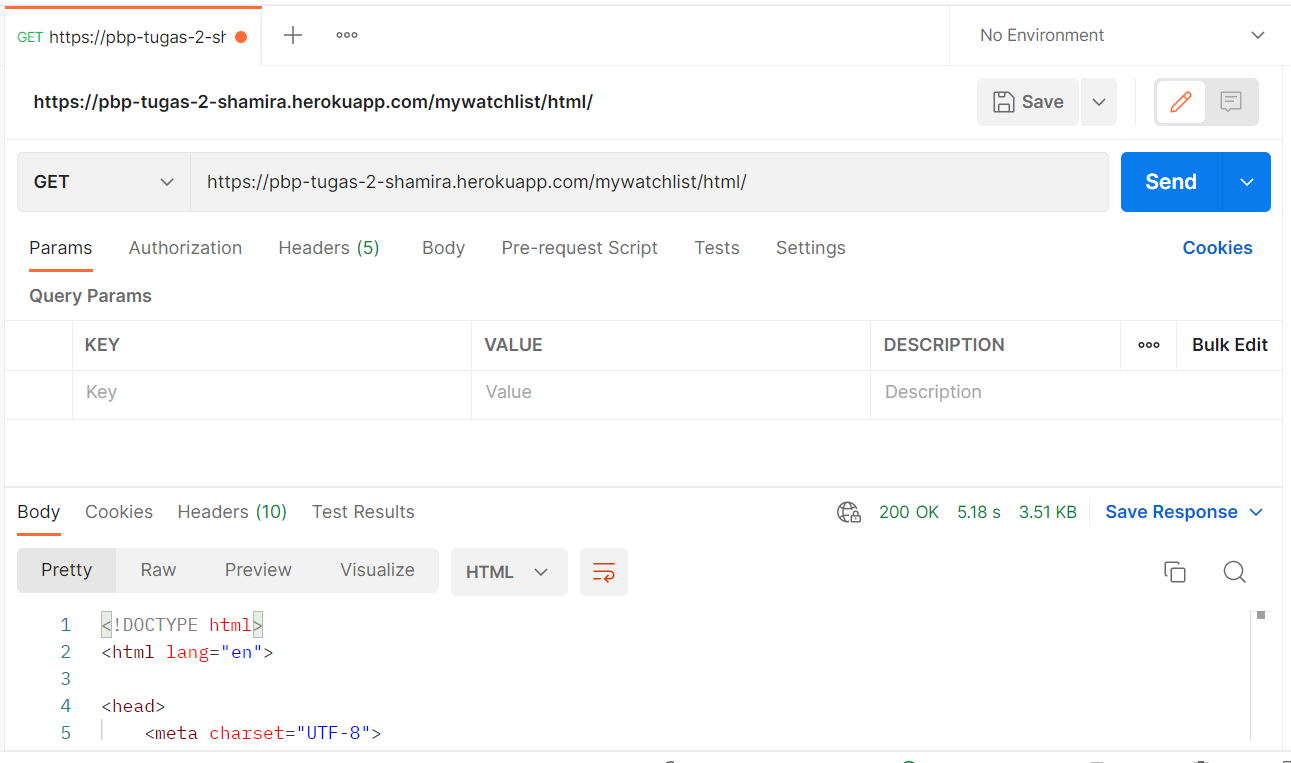 GET https://pbp-tugas-2-sh
No Environment
https://pbp-tugas-2-shamira.herokuapp.com/mywatchlist/html/
Save
GET https://pbp-tugas-2-shamira.herokuapp.com/mywatchlist/html/ Send
Params Authorization Headers (5) Body Pre-request Script Tests Settings Cookies
Query Params
KEY VALUE DESCRIPTION Bulk Edit
Key Value Description
Body Cookies Headers (10) Test Results 200 OK 5.18 s 3.51 KB Save Response
Pretty Raw Preview Visualize HTML
1 <!DOCTYPE html>
2 <html lang="en">
3
4 <head>
5 <meta charset="UTF-8">